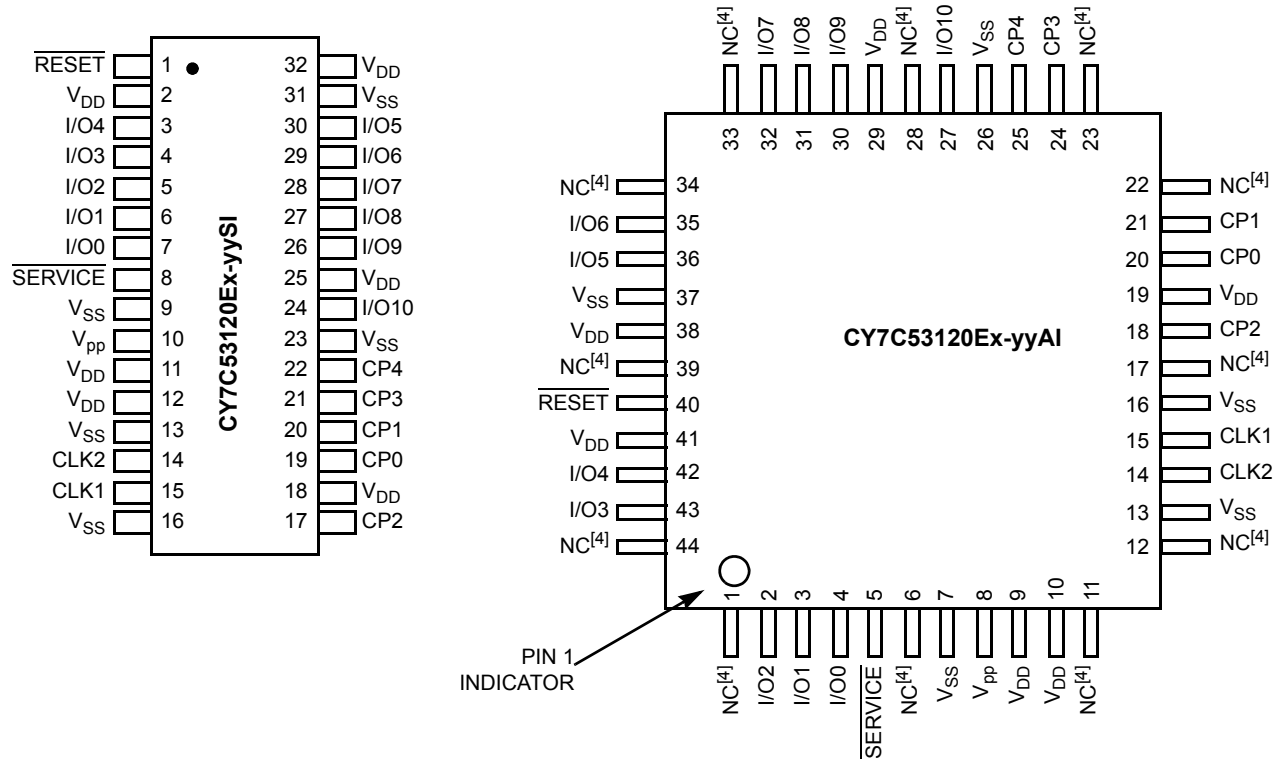 RESET 1 32 VDD
VDD 2 31 VSS
I/O4 3 30 I/O5
I/O3 4 29 I/O6
I/O2 5 28 I/O7
I/O1 6 27 I/O8
I/O0 7 26 I/O9
SERVICE 8 25 VDD
VSS 9 24 I/O10
Vpp 10 23 VSS
VDD 11 22 CP4
VDD 12 21 CP3
VSS 13 20 CP1
CLK2 14 19 CP0
CLK1 15 18 VDD
VSS 16 17 CP2
CY7C53120Ex-yySI
NC[4] I/O7 I/O8 I/O9 VDD NC[4] I/O10 VSS CP4 CP3 NC[4]
33 32 31 30 29 28 27 26 25 24 23
NC[4] 34 22 NC[4]
I/O6 35 21 CP1
I/O5 36 20 CP0
VSS 37 19 VDD
VDD 38 18 CP2
NC[4] 39 17 NC[4]
RESET 40 16 VSS
VDD 41 15 CLK1
I/O4 42 14 CLK2
I/O3 43 13 VSS
NC[4] 44 12 NC[4]
CY7C53120Ex-yyAI
1 2 3 4 5 6 7 8 9 10 11
NC[4] I/O2 I/O1 I/O0 SERVICE NC[4] VSS Vpp VDD VDD NC[4]
PIN 1
INDICATOR